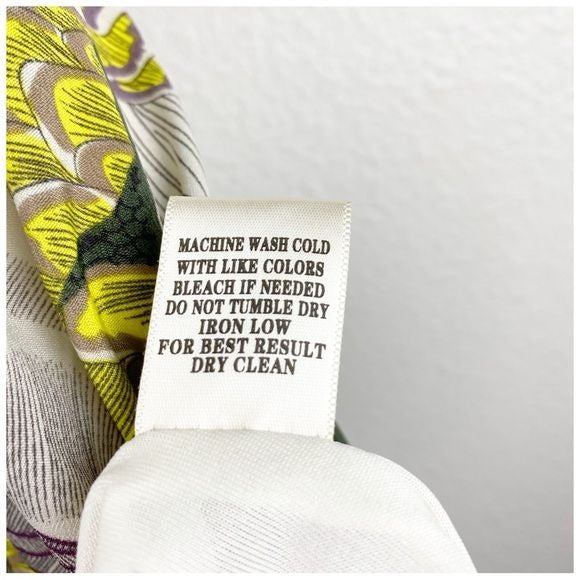 MACHINE WASH COLD
WITH LIKE COLORS
BLEACH IF NEEDED
DO NOT TUMBLE DRY
IRON LOW
FOR BEST RESULT
DRY CLEAN